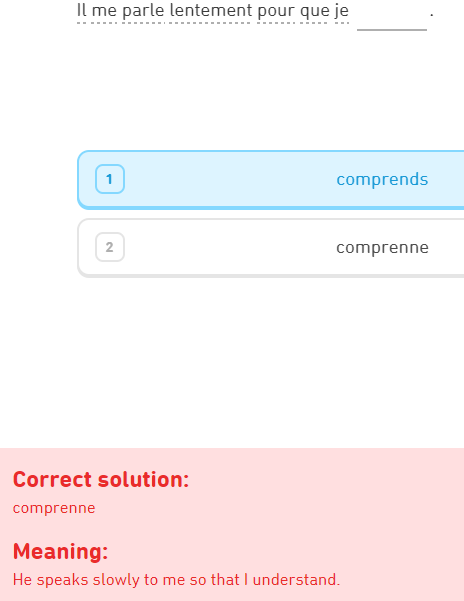 Il me parle lentement pour que je ________.
1 comprends
2 comprenne
Correct solution:
comprenne
Meaning:
He speaks slowly to me so that I understand.